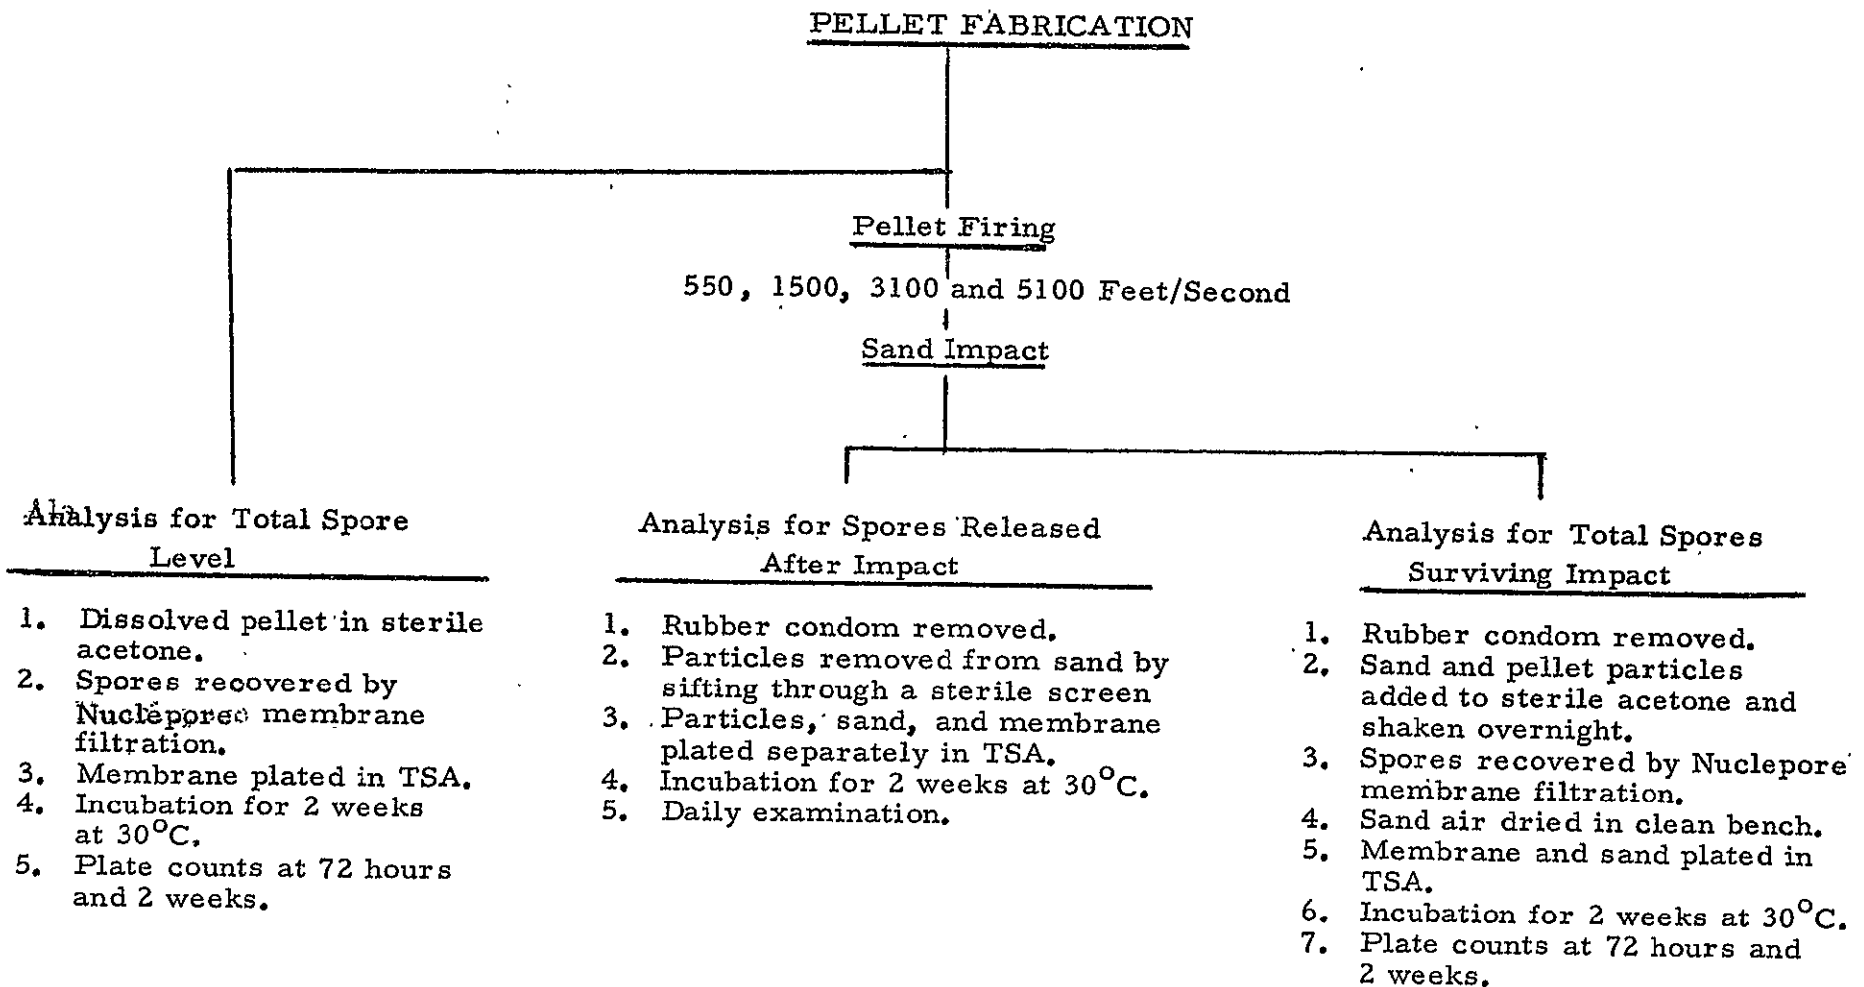 PELLET FABRICATION
Pellet Firing
550, 1500, 3100 and 5100 Feet/Second
Sand Impact
Analysis for Total Spore
Level
1. Dissolved pellet in sterile
acetone.
2. Spores recovered by
Nuclepore membrane
filtration.
3. Membrane plated in TSA.
4. Incubation for 2 weeks
at 30°C.
5. Plate counts at 72 hours
and 2 weeks.
Analysis for Spores Released
After Impact
1. Rubber condom removed.
2. Particles removed from sand by
sifting through a sterile screen
3. Particles, sand, and membrane
plated separately in TSA.
4. Incubation for 2 weeks at 30°C.
5. Daily examination.
Analysis for Total Spores
Surviving Impact
1. Rubber condom removed.
2. Sand and pellet particles
added to sterile acetone and
shaken overnight.
3. Spores recovered by Nuclepore
membrane filtration.
4. Sand air dried in clean bench.
5. Membrane and sand plated in
TSA.
6. Incubation for 2 weeks at 30°C.
7. Plate counts at 72 hours and
2 weeks.